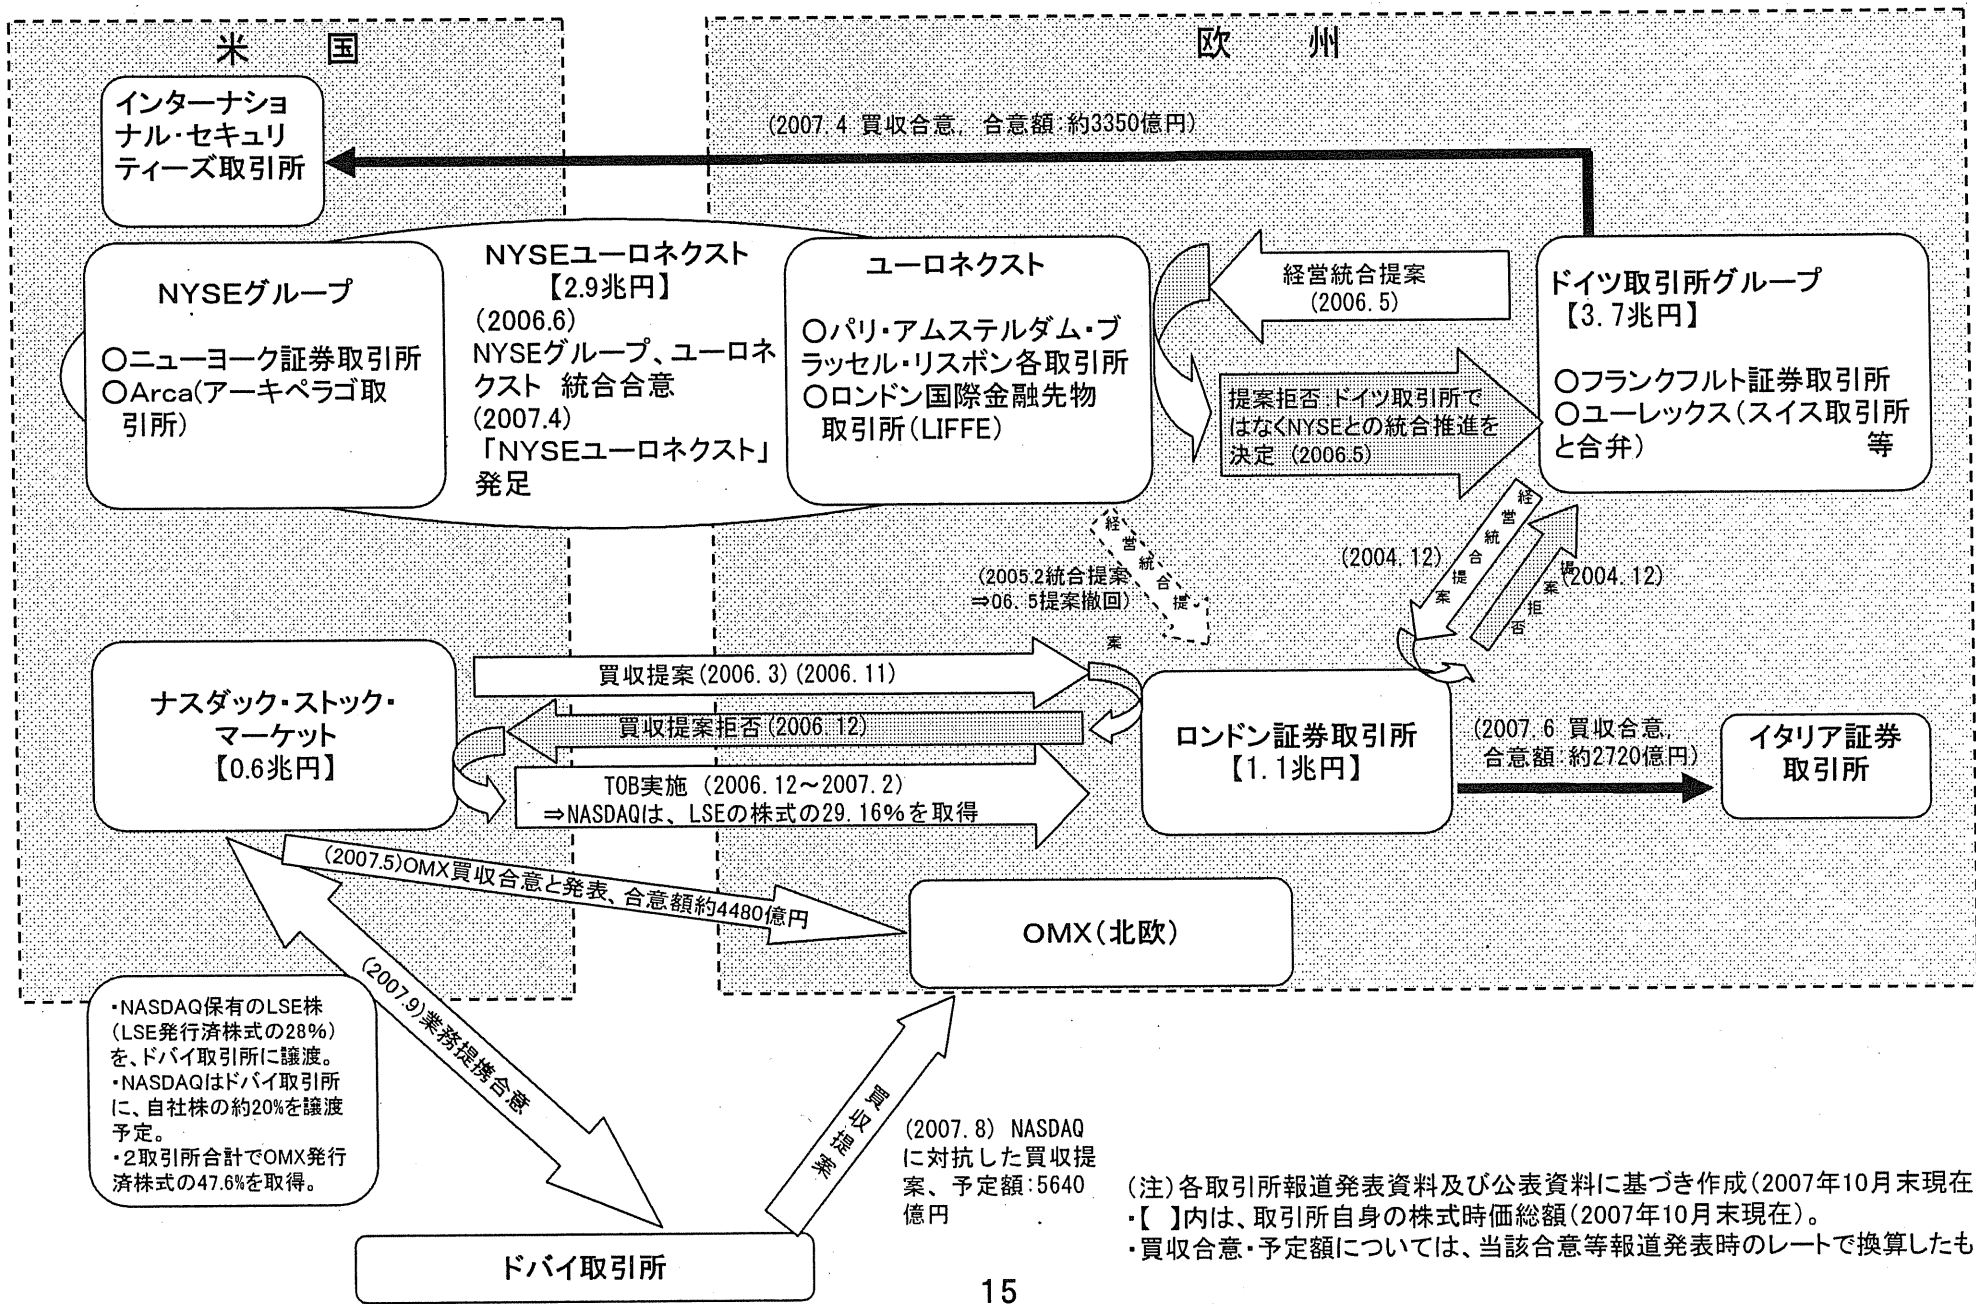 米　国
欧　州
インターナショ
ナル・セキュリ
ティーズ取引所
(2007. 4 買収合意, 合意額:約3350億円)
NYSEグループ
○ニューヨーク証券取引所
○Arca(アーキペラゴ取
引所)
NYSEユーロネクスト
【2.9兆円】
(2006.6)
NYSEグループ、ユーロネ
クスト 統合合意
(2007.4)
「NYSEユーロネクスト」
発足
ユーロネクスト
○パリ・アムステルダム・ブ
ラッセル・リスボン各取引所
○ロンドン国際金融先物
取引所(LIFFE)
経営統合提案
(2006. 5)
提案拒否 ドイツ取引所で
はなくNYSEとの統合推進を
決定 (2006.5)
ドイツ取引所グループ
【3. 7兆円】
○フランクフルト証券取引所
○ユーレックス(スイス取引所
と合弁)　等
経営統合提案
(2005.2統合提案
⇒06. 5提案撤回)
(2004. 12)
経営統合提案
提案拒否
(2004. 12)
ナスダック・ストック・
マーケット
【0.6兆円】
買収提案(2006. 3) (2006. 11)
買収提案拒否(2006. 12)
TOB実施 (2006. 12～2007. 2)
⇒NASDAQは、LSEの株式の29. 16%を取得
ロンドン証券取引所
【1. 1兆円】
(2007. 6 買収合意,
合意額:約2720億円)
イタリア証券
取引所
(2007.5)OMX買収合意と発表、合意額約4480億円
OMX(北欧)
(2007.9)業務提携合意
・NASDAQ保有のLSE株
(LSE発行済株式の28%)
を、ドバイ取引所に譲渡。
・NASDAQはドバイ取引所
に、自社株の約20%を譲渡
予定。
・2取引所合計でOMX発行
済株式の47.6%を取得。
買収提案
(2007. 8) NASDAQ
に対抗した買収提
案、予定額:5640
億円
ドバイ取引所
(注)各取引所報道発表資料及び公表資料に基づき作成(2007年10月末現在
・【　】内は、取引所自身の株式時価総額(2007年10月末現在)。
・買収合意・予定額については、当該合意等報道発表時のレートで換算したも
15